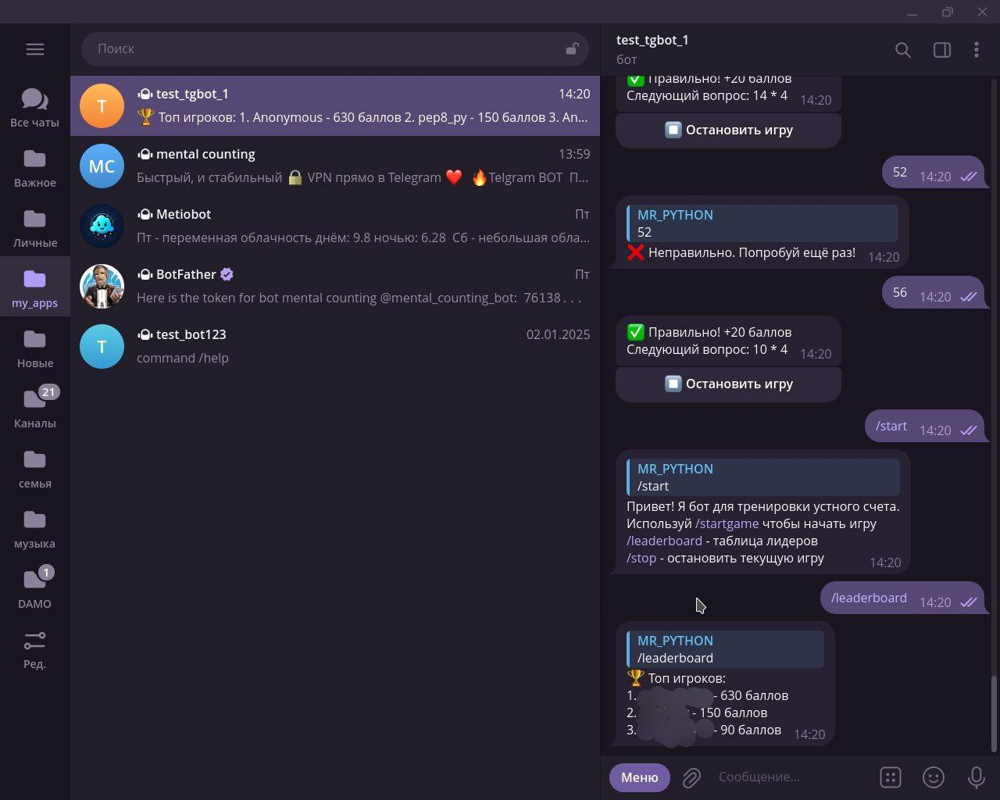 Поиск
Все чаты
Важное
Личные
my_apps
Новые
21
Каналы
семья
музыка
1
DAMO
Ред.
T
test_tgbot_1
14:20
🏆 Топ игроков: 1. Anonymous - 630 баллов 2. pep8_py - 150 баллов 3. An...
MC
mental counting
13:59
Быстрый, и стабильный 🔒 VPN прямо в Telegram ❤️ 🔥Telgram BOT П...
Metiobot
Пт
Пт - переменная облачность днём: 9.8 ночью: 6.28 Сб - небольшая обла...
BotFather
Пт
Here is the token for bot mental counting @mental_counting_bot: 76138...
T
test_bot123
02.01.2025
command /help
test_tgbot_1
бот
✅ Правильно! +20 баллов
Следующий вопрос: 14 * 4 14:20
⏹ Остановить игру
52 14:20
MR_PYTHON
52
❌ Неправильно. Попробуй ещё раз! 14:20
56 14:20
✅ Правильно! +20 баллов
Следующий вопрос: 10 * 4 14:20
⏹ Остановить игру
/start 14:20
MR_PYTHON
/start
Привет! Я бот для тренировки устного счета.
Используй /startgame чтобы начать игру
/leaderboard - таблица лидеров
/stop - остановить текущую игру 14:20
/leaderboard 14:20
MR_PYTHON
/leaderboard
🏆 Топ игроков:
1. - 630 баллов
2. - 150 баллов
3. - 90 баллов 14:20
Меню
Сообщение...